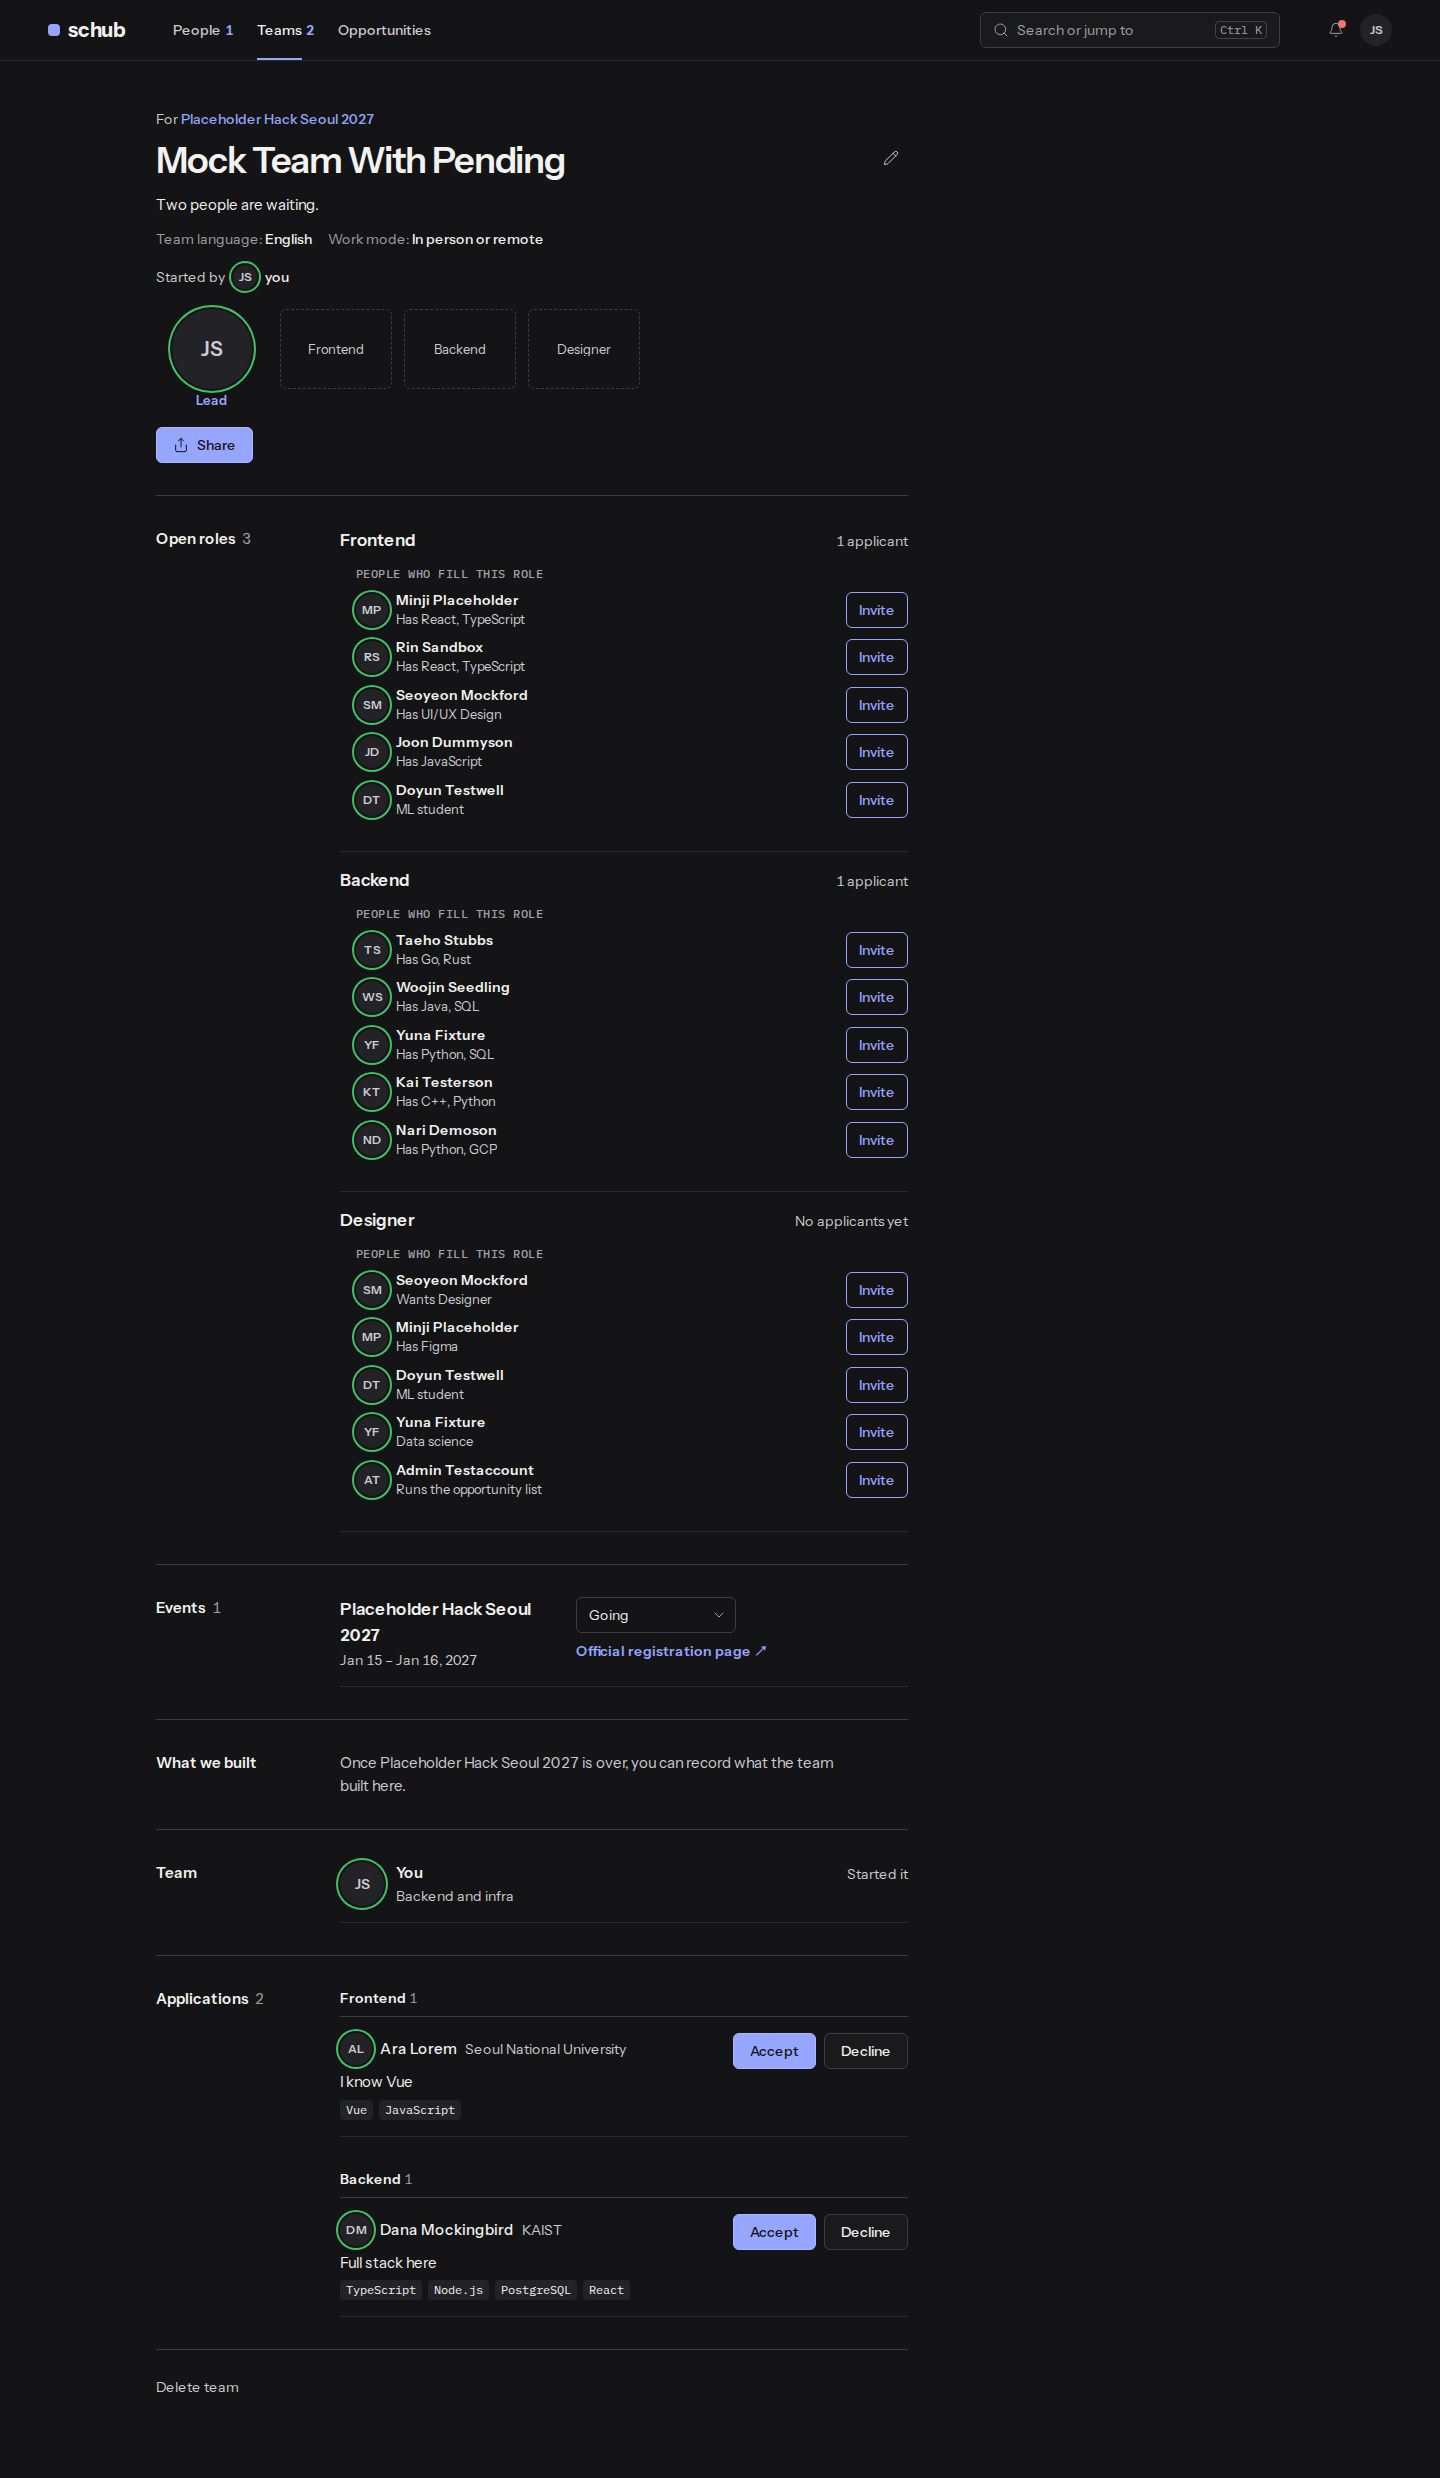 schub People 1 Teams 2 Opportunities Search or jump to Ctrl K JS
For Placeholder Hack Seoul 2027
Mock Team With Pending
Two people are waiting.
Team language: English Work mode: In person or remote
Started by JS you
JS Frontend Backend Designer
Lead
Share
Open roles 3
Frontend 1 applicant
PEOPLE WHO FILL THIS ROLE
MP Minji Placeholder Invite
Has React, TypeScript
RS Rin Sandbox Invite
Has React, TypeScript
SM Seoyeon Mockford Invite
Has UI/UX Design
JD Joon Dummyson Invite
Has JavaScript
DT Doyun Testwell Invite
ML student
Backend 1 applicant
PEOPLE WHO FILL THIS ROLE
TS Taeho Stubbs Invite
Has Go, Rust
WS Woojin Seedling Invite
Has Java, SQL
YF Yuna Fixture Invite
Has Python, SQL
KT Kai Testerson Invite
Has C++, Python
ND Nari Demoson Invite
Has Python, GCP
Designer No applicants yet
PEOPLE WHO FILL THIS ROLE
SM Seoyeon Mockford Invite
Wants Designer
MP Minji Placeholder Invite
Has Figma
DT Doyun Testwell Invite
ML student
YF Yuna Fixture Invite
Data science
AT Admin Testaccount Invite
Runs the opportunity list
Events 1
Placeholder Hack Seoul
2027
Jan 15 – Jan 16, 2027
Going
Official registration page ↗
What we built
Once Placeholder Hack Seoul 2027 is over, you can record what the team
built here.
Team
JS You Started it
Backend and infra
Applications 2
Frontend 1
AL Ara Lorem Seoul National University Accept Decline
I know Vue
Vue JavaScript
Backend 1
DM Dana Mockingbird KAIST Accept Decline
Full stack here
TypeScript Node.js PostgreSQL React
Delete team